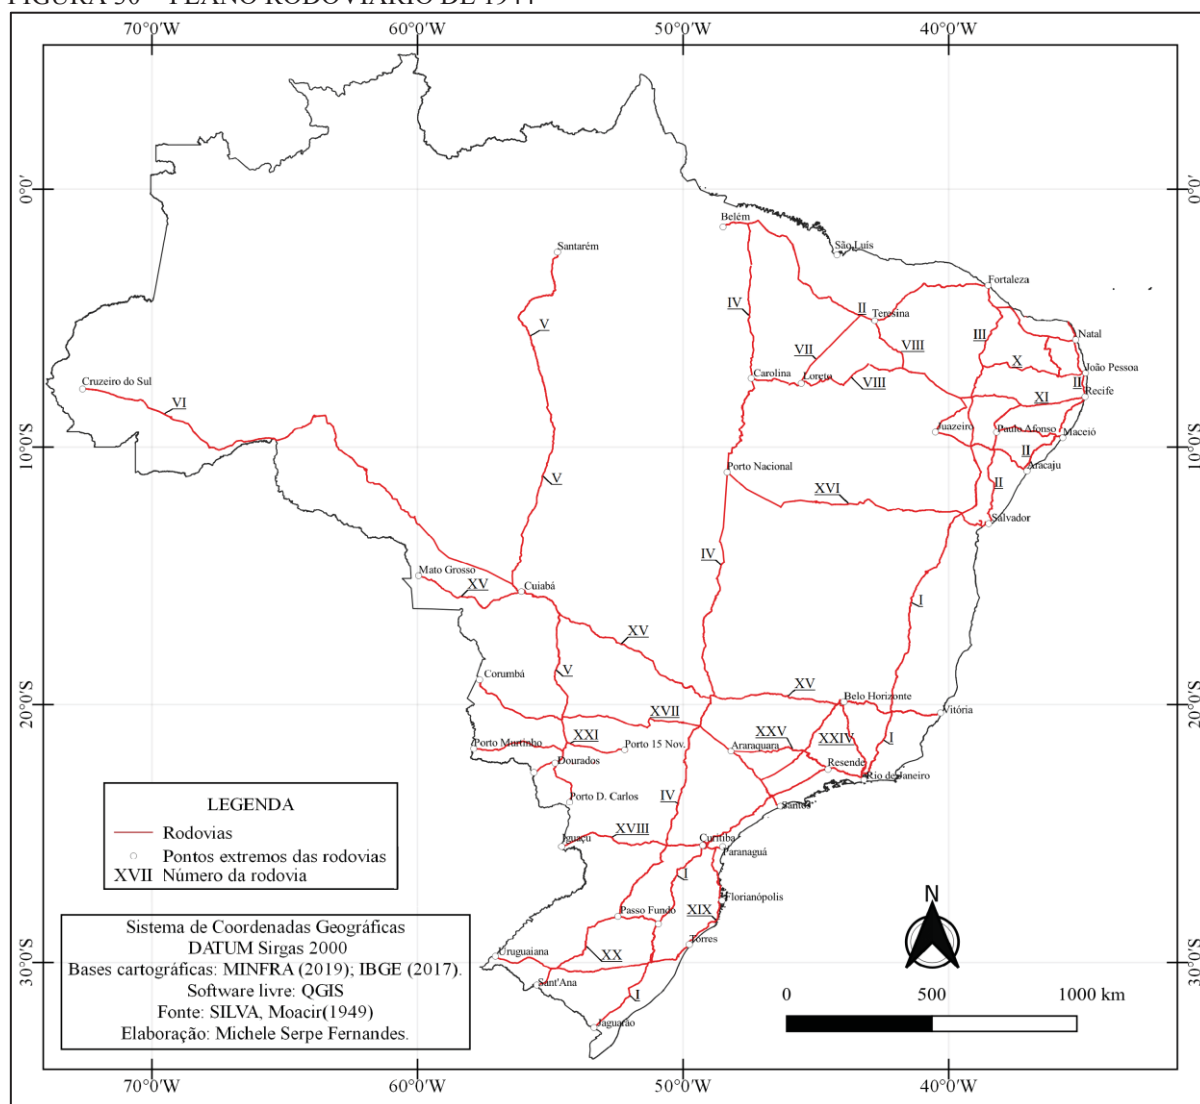 FIGURA 30 – PLANO RODOVIÁRIO DE 1944
70°0'W
60°0'W
50°0'W
40°0'W
0°0'
0°0'
Belém
Santarém
São Luís
Fortaleza
IV
II
Teresina
V
III
Natal
VII
VIII
X
João Pessoa
Cruzeiro do Sul
Carolina
Loreto
VIII
II
Recife
VI
XI
Juazeiro
Paulo Afonso
Maceió
10°0'S
10°0'S
II
Aracaju
Porto Nacional
V
XVI
II
Salvador
IV
Mato Grosso
XV
Cuiabá
I
XV
Corumbá
V
XV
Belo Horizonte
20°0'S
20°0'S
Vitória
XVII
XXI
Porto 15 Nov.
XXV
XXIV
I
Porto Murtinho
Araraquara
Dourados
Resende
Rio de Janeiro
Porto D. Carlos
IV
Santos
LEGENDA
Rodovias
Pontos extremos das rodovias
XVII Número da rodovia
Iguaçu
XVIII
Curitiba
Paranaguá
I
Florianópolis
Passo Fundo
XIX
N
Torres
Uruguaiana
XX
30°0'S
30°0'S
Sant'Ana
I
Jaguarão
Sistema de Coordenadas Geográficas
DATUM Sirgas 2000
Bases cartográficas: MINFRA (2019); IBGE (2017).
Software livre: QGIS
Fonte: SILVA, Moacir(1949)
Elaboração: Michele Serpe Fernandes.
0 500 1000 km
70°0'W
60°0'W
50°0'W
40°0'W